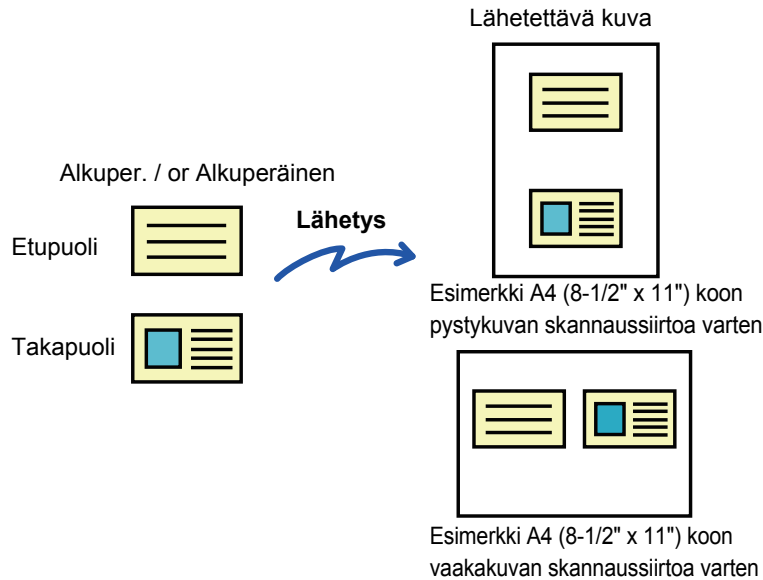 Lähetettävä kuva
Alkuper. / or Alkuperäinen
Etupuoli
Lähetys
Takapuoli
Esimerkki A4 (8-1/2" x 11") koon
pystykuvan skannaussiirtoa varten
Esimerkki A4 (8-1/2" x 11") koon
vaakakuvan skannaussiirtoa varten